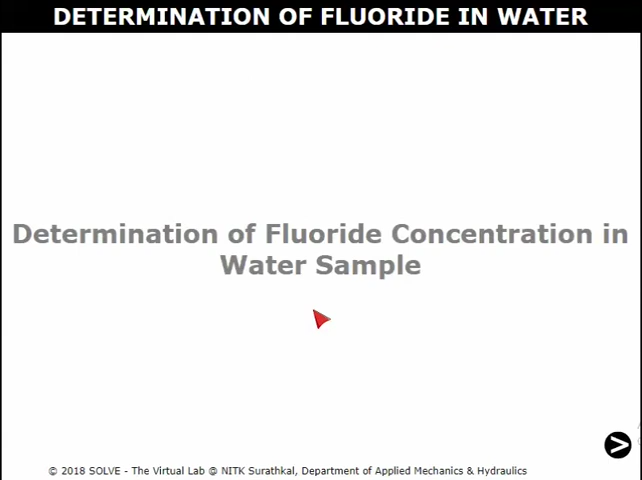 DETERMINATION OF FLUORIDE IN WATER
Determination of Fluoride Concentration in
Water Sample
© 2018 SOLVE - The Virtual Lab @ NITK Surathkal, Department of Applied Mechanics & Hydraulics